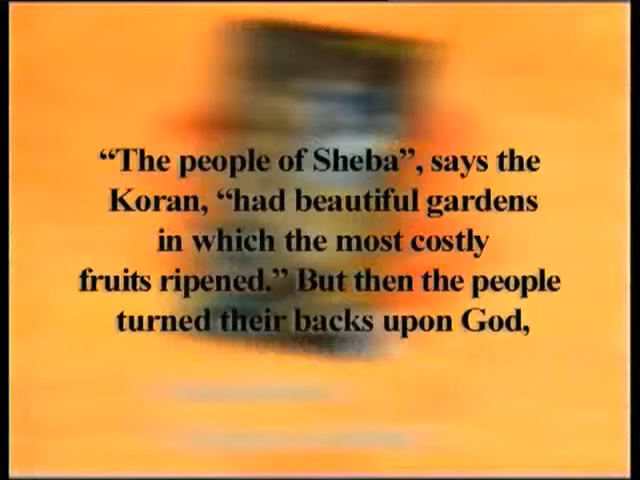 “The people of Sheba”, says the
Koran, “had beautiful gardens
in which the most costly
fruits ripened.” But then the people
turned their backs upon God,